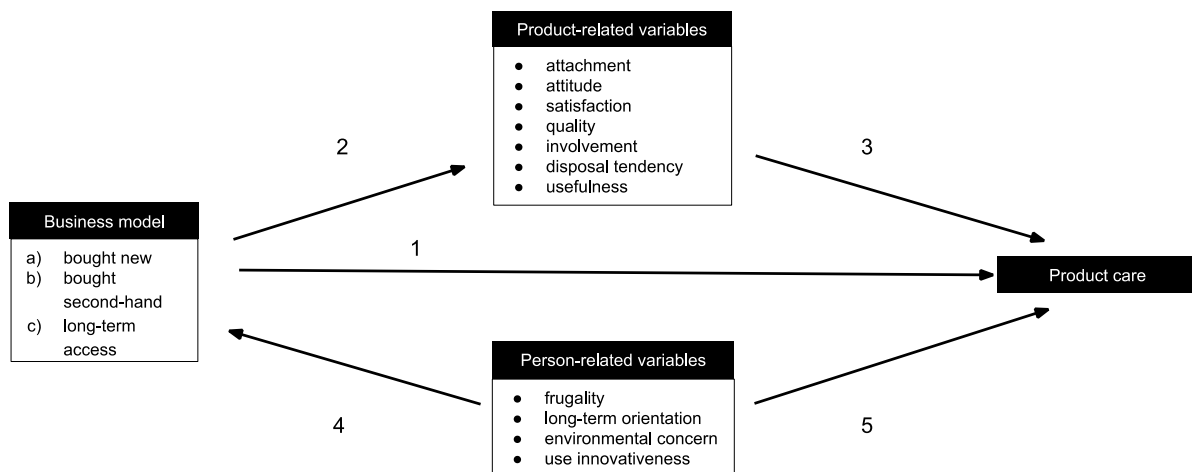 Product-related variables
● attachment
● attitude
● satisfaction
● quality
● involvement
● disposal tendency
● usefulness
2
3
Business model
a) bought new
b) bought
second-hand
c) long-term
access
1
Product care
Person-related variables
● frugality
● long-term orientation
● environmental concern
● use innovativeness
4
5